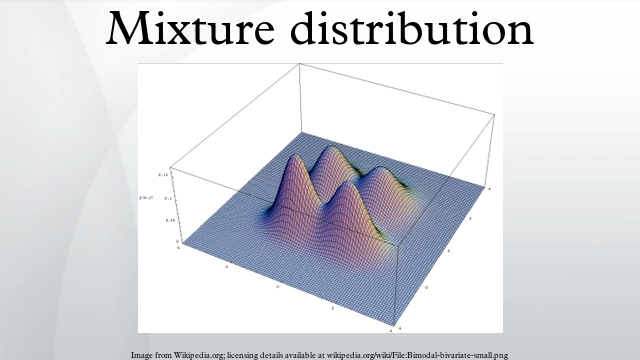 Mixture distribution
Image from Wikipedia.org; licensing details available at wikipedia.org/wiki/File:Bimodal-bivariate-small.png